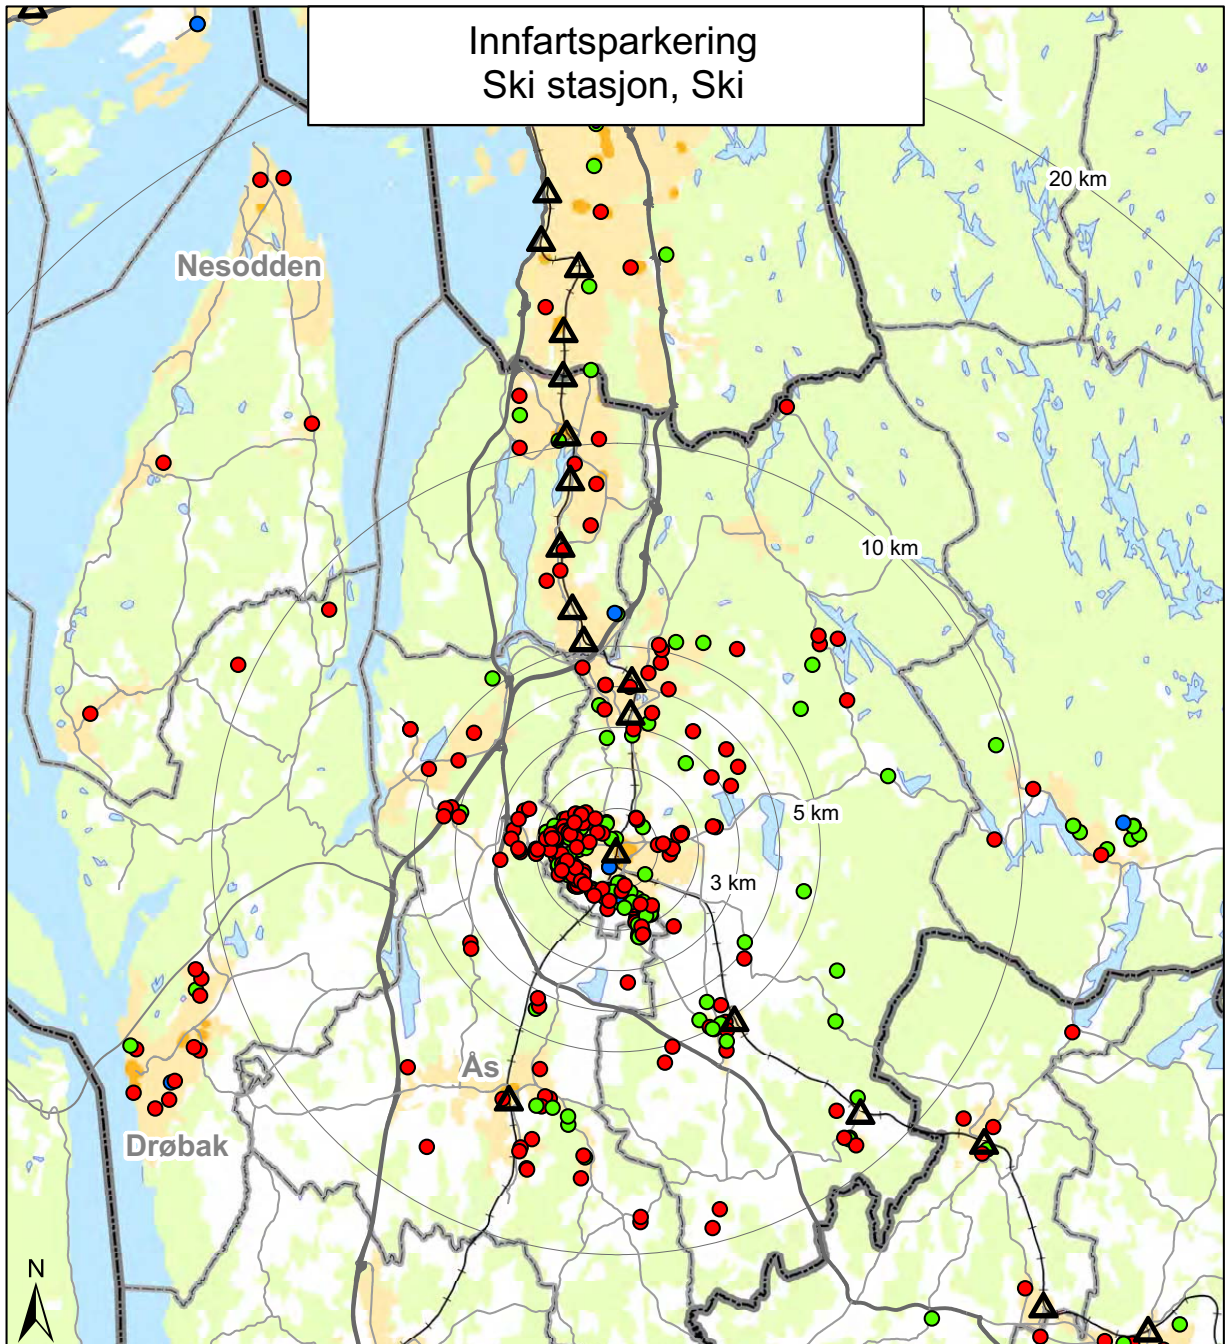 Innfartsparkering
Ski stasjon, Ski
20 km
Nesodden
10 km
5 km
3 km
Ås
Drøbak
N